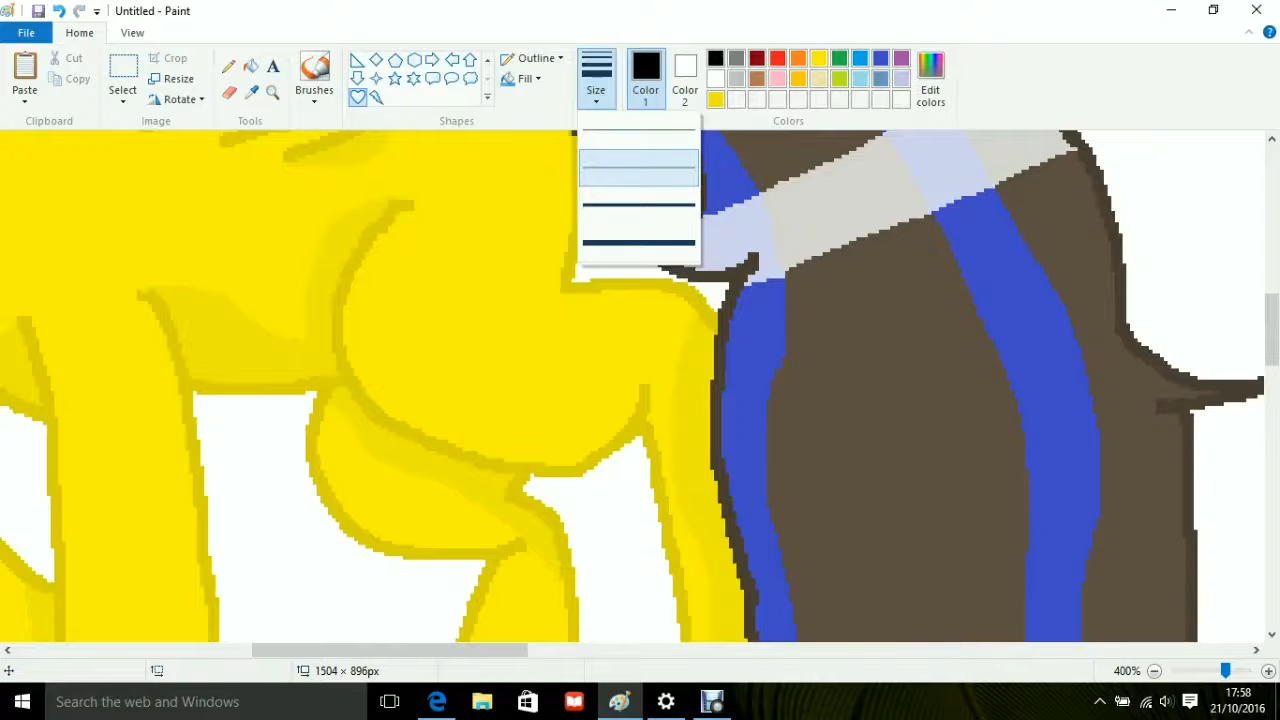 Untitled - Paint
File
Home
View
Paste
Cut
Copy
Clipboard
Select
Crop
Resize
Rotate
Image
A
Tools
Brushes
Outline
Fill
Shapes
Size
Color
1
Color
2
Edit
colors
Colors
1504 × 896px
400%
Search the web and Windows
17:58
21/10/2016